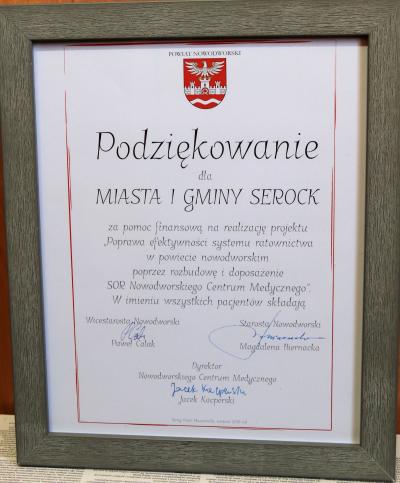 POWIAT NOWODWORSKI
Podziękowanie
dla
MIASTA I GMINY SEROCK
za pomoc finansową na realizację projektu
„Poprawa efektywności systemu ratownictwa
w powiecie nowodworskim
poprzez rozbudowę i doposażenie
SOR Nowodworskiego Centrum Medycznego”.
W imieniu wszystkich pacjentów składają
Wicestarosta Nowodworski
Starosta Nowodworski
Paweł Calak
Magdalena Biernacka
Dyrektor
Nowodworskiego Centrum Medycznego
Jacek Kacperski
Jacek Kacperski